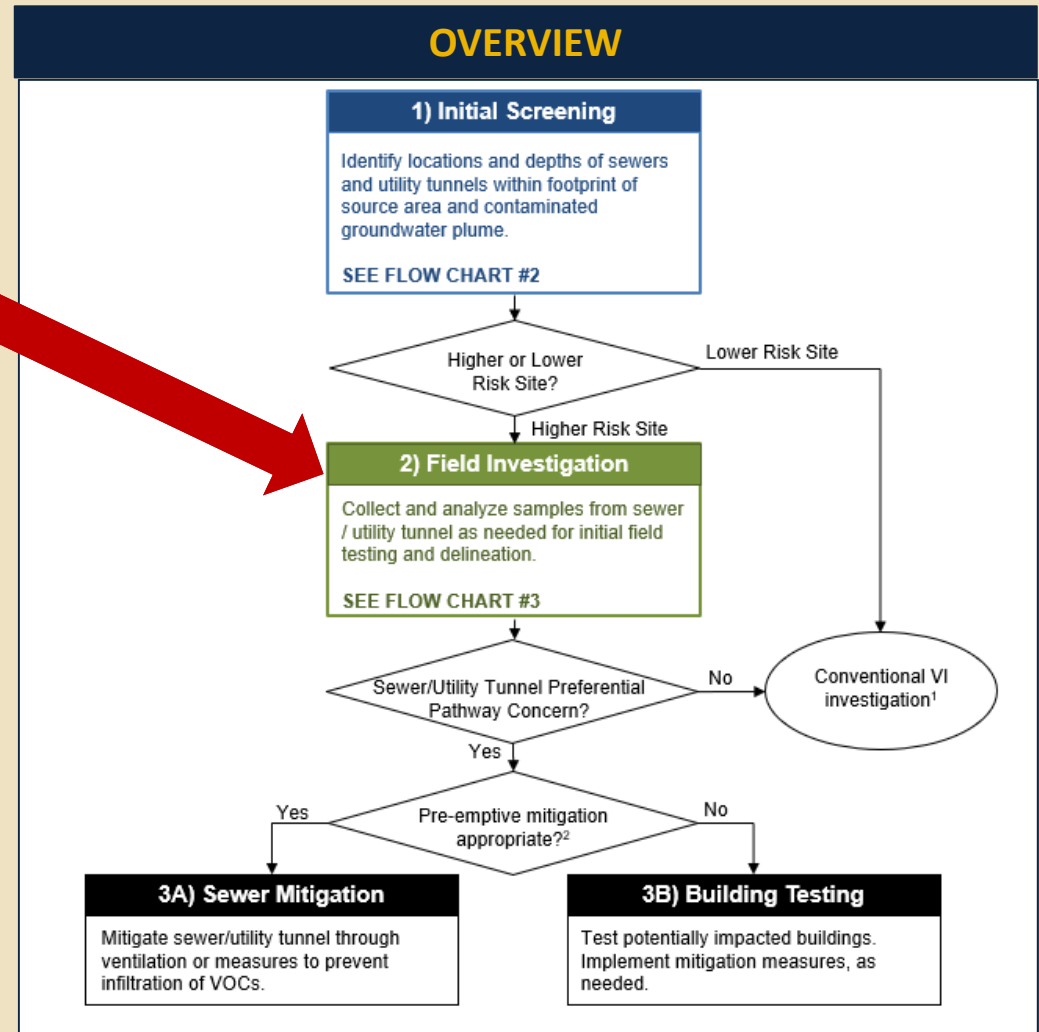 OVERVIEW
1) Initial Screening
Identify locations and depths of sewers
and utility tunnels within footprint of
source area and contaminated
groundwater plume.
SEE FLOW CHART #2
Higher or Lower
Risk Site?
Lower Risk Site
Higher Risk Site
2) Field Investigation
Collect and analyze samples from sewer
/ utility tunnel as needed for initial field
testing and delineation.
SEE FLOW CHART #3
Sewer/Utility Tunnel Preferential
Pathway Concern?
No
Conventional VI
investigation¹
Yes
Pre-emptive mitigation
appropriate?²
Yes
No
3A) Sewer Mitigation
Mitigate sewer/utility tunnel through
ventilation or measures to prevent
infiltration of VOCs.
3B) Building Testing
Test potentially impacted buildings.
Implement mitigation measures, as
needed.